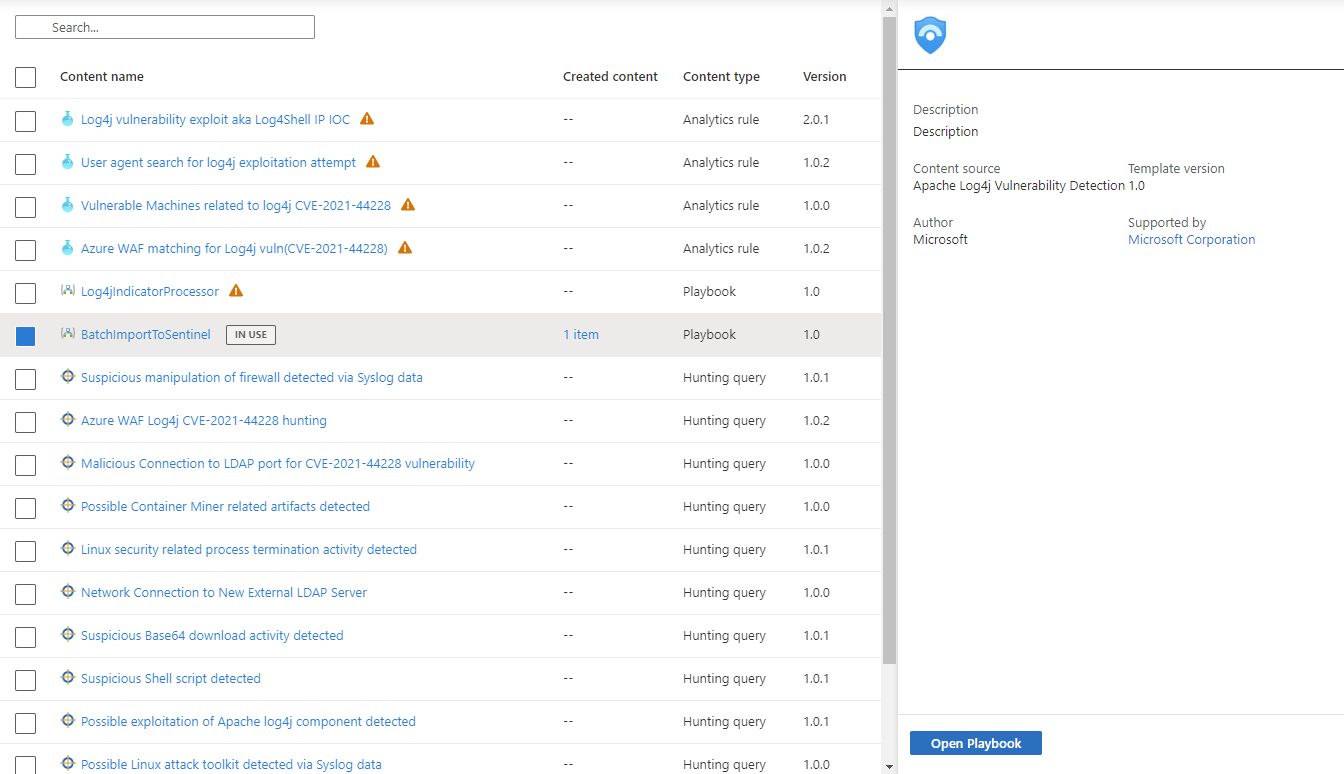 Search...
Content name Created content Content type Version
Log4j vulnerability exploit aka Log4Shell IP IOC -- Analytics rule 2.0.1
User agent search for log4j exploitation attempt -- Analytics rule 1.0.2
Vulnerable Machines related to log4j CVE-2021-44228 -- Analytics rule 1.0.0
Azure WAF matching for Log4j vuln(CVE-2021-44228) -- Analytics rule 1.0.2
Log4jIndicatorProcessor -- Playbook 1.0
BatchImportToSentinel IN USE 1 item Playbook 1.0
Suspicious manipulation of firewall detected via Syslog data -- Hunting query 1.0.1
Azure WAF Log4j CVE-2021-44228 hunting -- Hunting query 1.0.2
Malicious Connection to LDAP port for CVE-2021-44228 vulnerability -- Hunting query 1.0.0
Possible Container Miner related artifacts detected -- Hunting query 1.0.0
Linux security related process termination activity detected -- Hunting query 1.0.1
Network Connection to New External LDAP Server -- Hunting query 1.0.0
Suspicious Base64 download activity detected -- Hunting query 1.0.1
Suspicious Shell script detected -- Hunting query 1.0.1
Possible exploitation of Apache log4j component detected -- Hunting query 1.0.1
Possible Linux attack toolkit detected via Syslog data -- Hunting query 1.0.0
Description
Description
Content source Template version
Apache Log4j Vulnerability Detection 1.0
Author Supported by
Microsoft Microsoft Corporation
Open Playbook